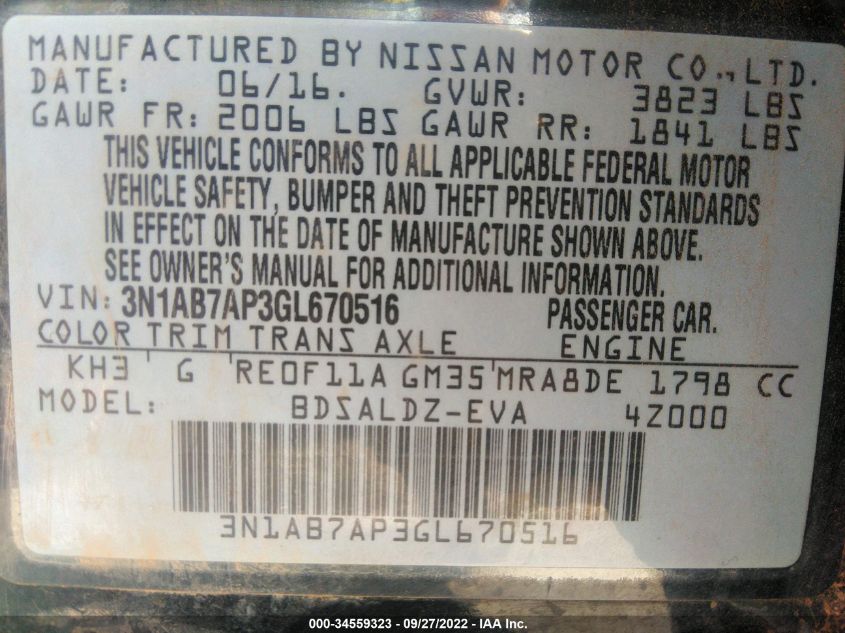 MANUFACTURED BY NISSAN MOTOR CO., LTD.
DATE: 06/16. GVWR: 3823 LBS
GAWR FR: 2006 LBS GAWR RR: 1841 LBS
THIS VEHICLE CONFORMS TO ALL APPLICABLE FEDERAL MOTOR
VEHICLE SAFETY, BUMPER AND THEFT PREVENTION STANDARDS
IN EFFECT ON THE DATE OF MANUFACTURE SHOWN ABOVE.
SEE OWNER'S MANUAL FOR ADDITIONAL INFORMATION.
VIN: 3N1AB7AP3GL670516 PASSENGER CAR.
COLOR TRIM TRANS AXLE ENGINE
KH3 ' G ' RE0F11A GM35 ' MRA8DE 1798 CC
MODEL: BDSALDZ-EVA 4Z000
3N1AB7AP3GL670516
000-34559323 - 09/27/2022 - IAA Inc.